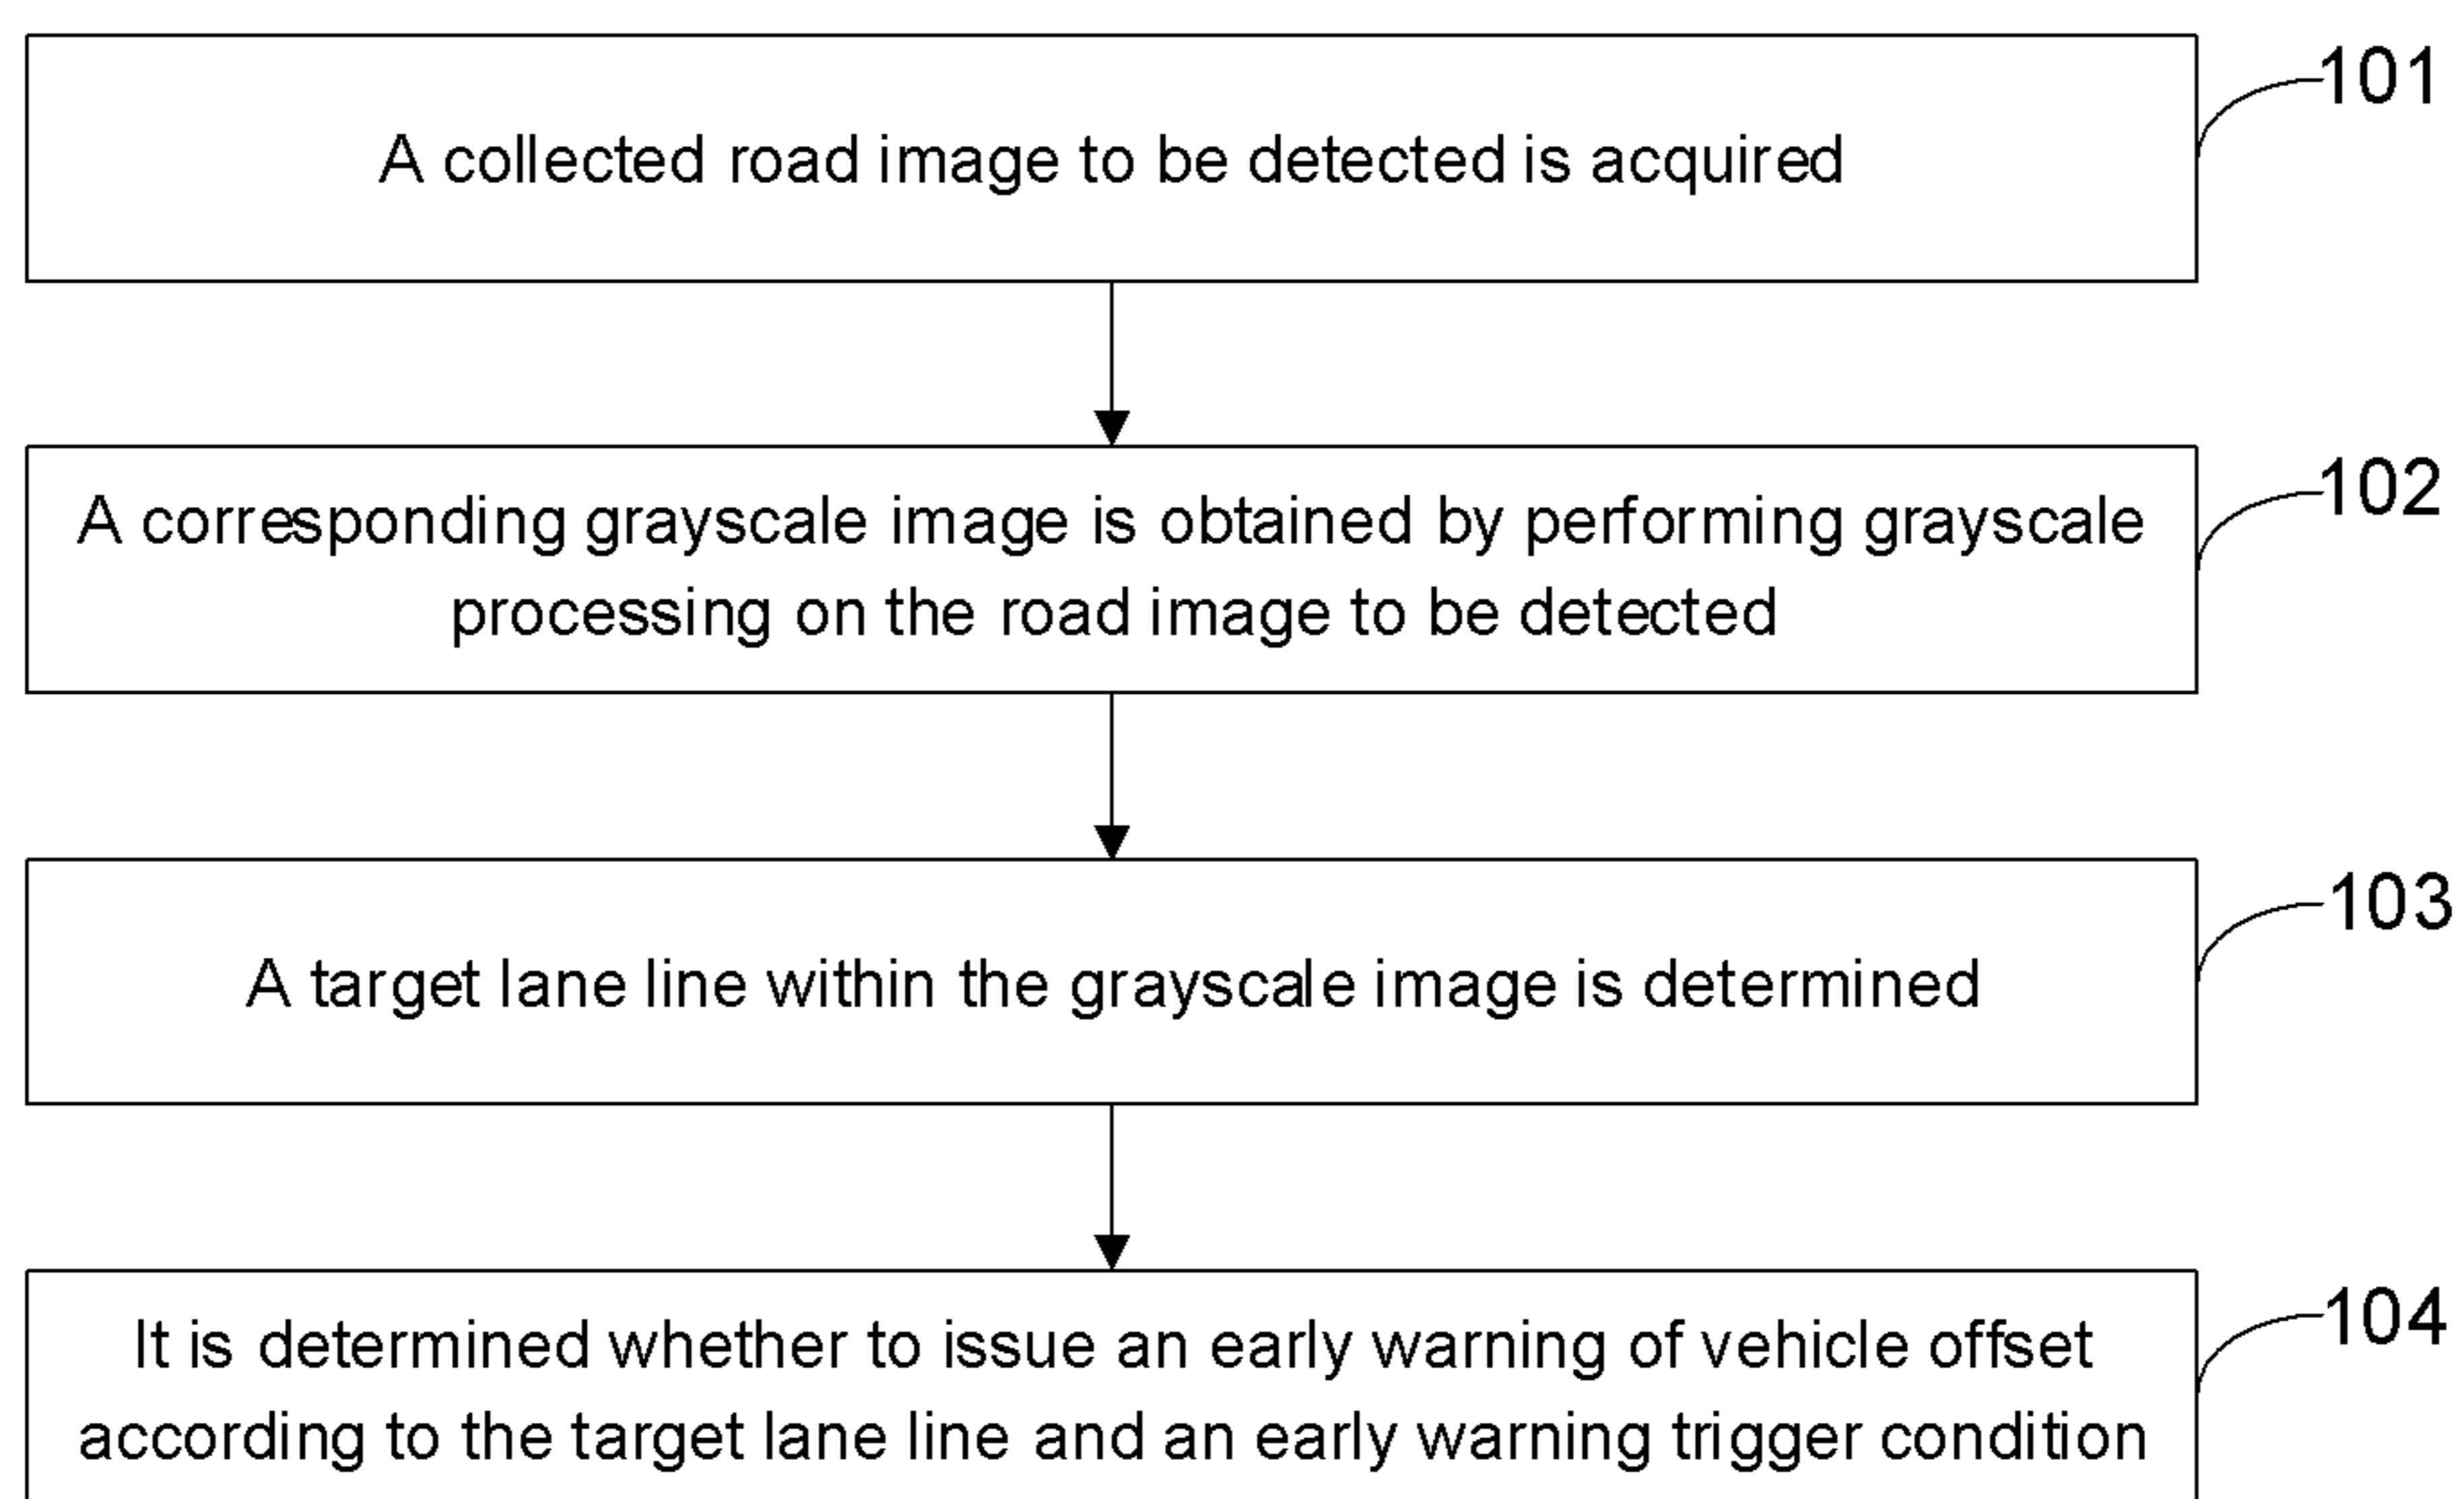 101
A collected road image to be detected is acquired
102
A corresponding grayscale image is obtained by performing grayscale
processing on the road image to be detected
103
A target lane line within the grayscale image is determined
104
It is determined whether to issue an early warning of vehicle offset
according to the target lane line and an early warning trigger condition